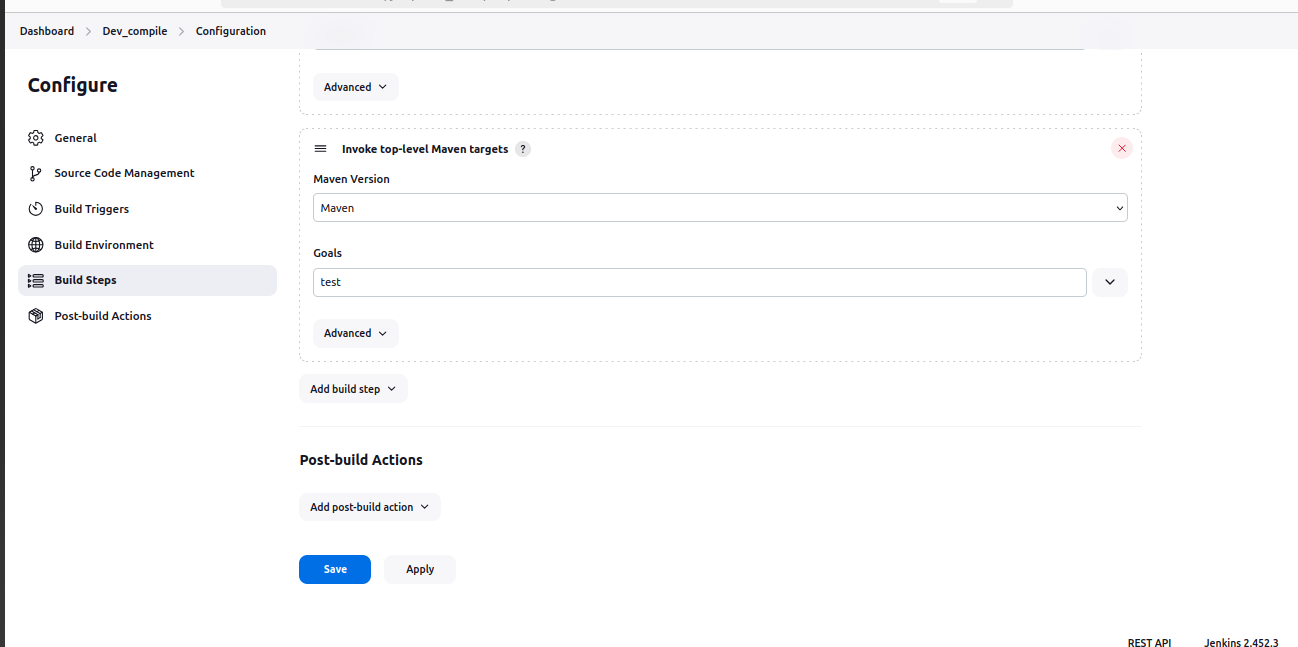 Dashboard > Dev_compile > Configuration
Configure
General
Source Code Management
Build Triggers
Build Environment
Build Steps
Post-build Actions
Advanced
Invoke top-level Maven targets ?
Maven Version
Maven
Goals
test
Advanced
Add build step
Post-build Actions
Add post-build action
Save Apply
REST API Jenkins 2.452.3